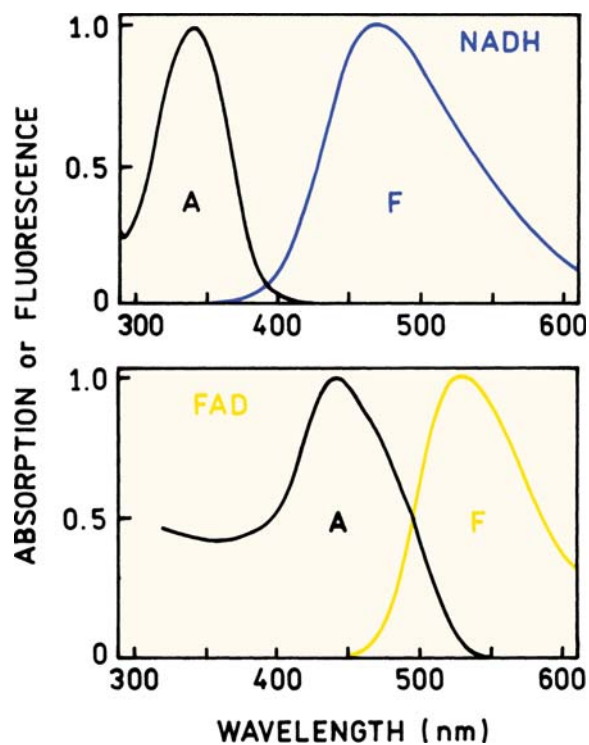 ABSORPTION or FLUORESCENCE
1.0
NADH
0.5
A
F
0
300
400
500
600
1.0
FAD
0.5
A
F
0
300
400
500
600
WAVELENGTH (nm)